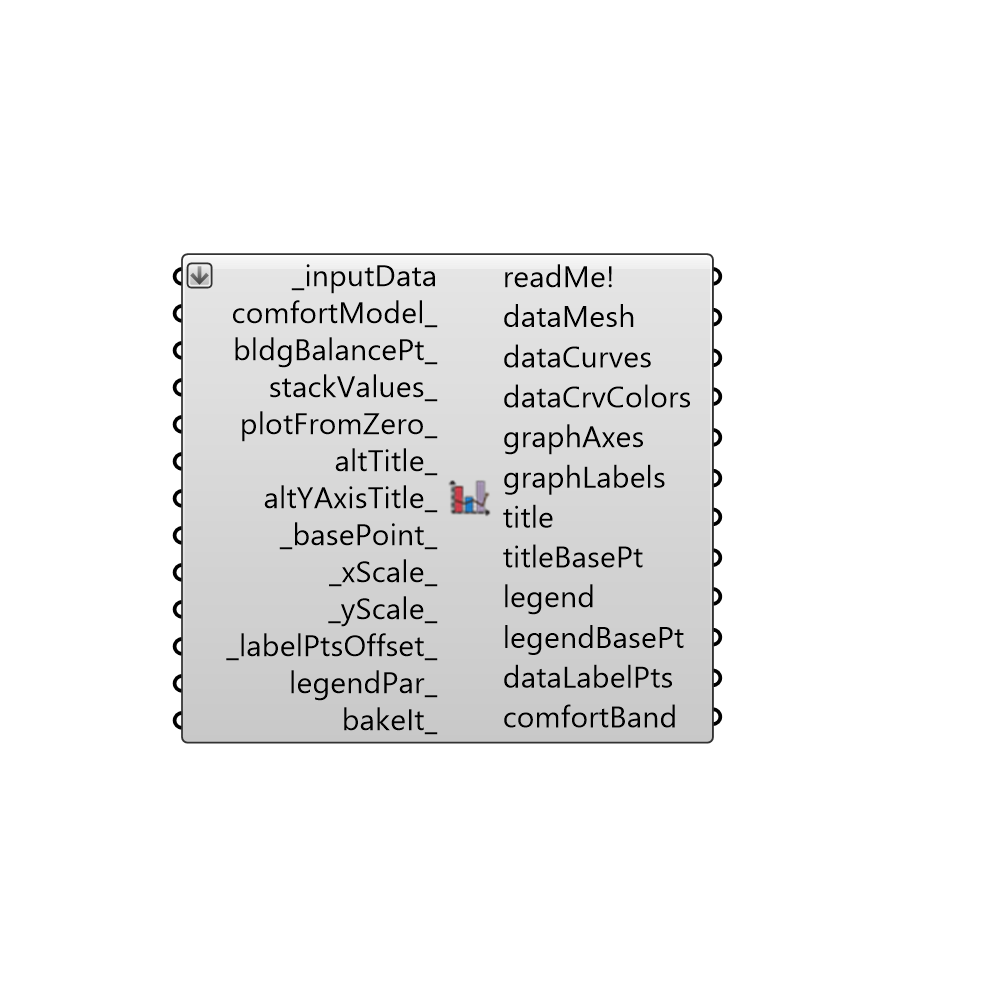 _inputData
comfortModel_
bldgBalancePt_
stackValues_
plotFromZero_
altTitle_
altYAxisTitle_
_basePoint_
_xScale_
_yScale_
_labelPtsOffset_
legendPar_
bakeIt_
readMe!
dataMesh
dataCurves
dataCrvColors
graphAxes
graphLabels
title
titleBasePt
legend
legendBasePt
dataLabelPts
comfortBand